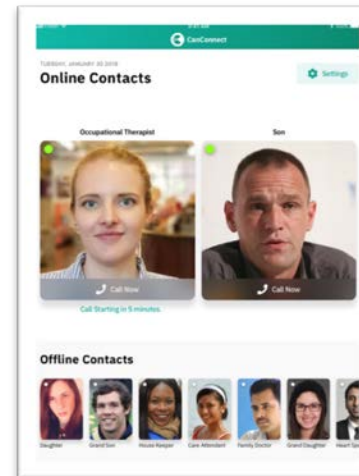 CanConnect
TUESDAY, JANUARY 30 2018
Online Contacts
Settings
Occupational Therapist
Son
Call Now
Call Now
Call Starting in 5 minutes.
Offline Contacts
Daughter
Grand Son
House Keeper
Care Attendant
Family Doctor
Grand Daughter